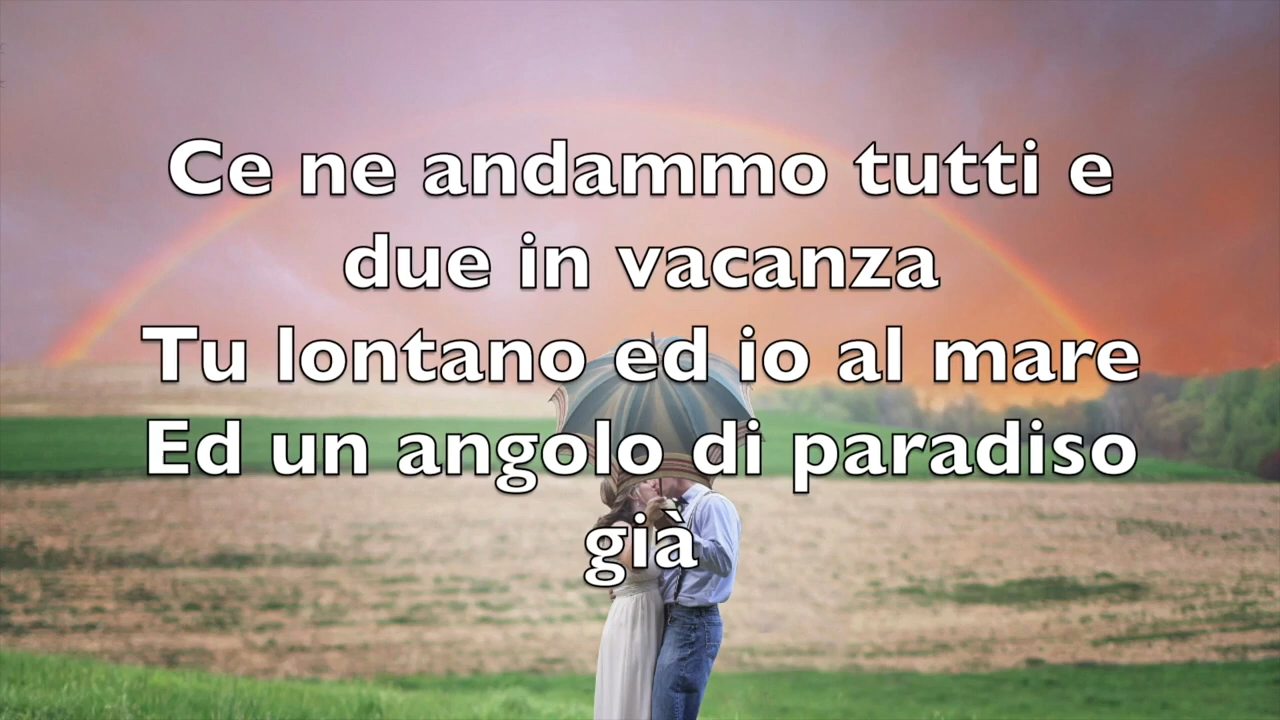 Ce ne andammo tutti e
due in vacanza
Tu lontano ed io al mare
Ed un angolo di paradiso
già